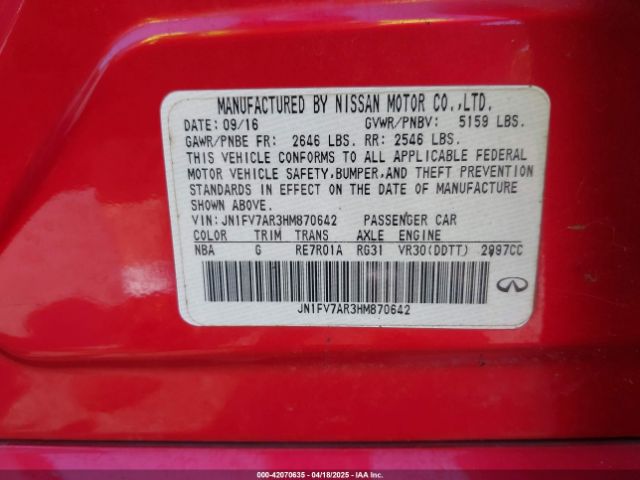 MANUFACTURED BY NISSAN MOTOR CO.,LTD.
DATE: 09/16 GVWR/PNBV: 5159 LBS.
GAWR/PNBE FR: 2646 LBS. RR: 2546 LBS.
THIS VEHICLE CONFORMS TO ALL APPLICABLE FEDERAL
MOTOR VEHICLE SAFETY,BUMPER,AND THEFT PREVENTION
STANDARDS IN EFFECT ON THE DATE OF MANUFACTURE
SHOWN ABOVE.
VIN:JN1FV7AR3HM870642 PASSENGER CAR
COLOR TRIM TRANS AXLE ENGINE
NBA G RE7R01A RG31 VR30(DDTT) 2997CC
JN1FV7AR3HM870642
000-42070635 - 04/18/2025 - IAAI.COM